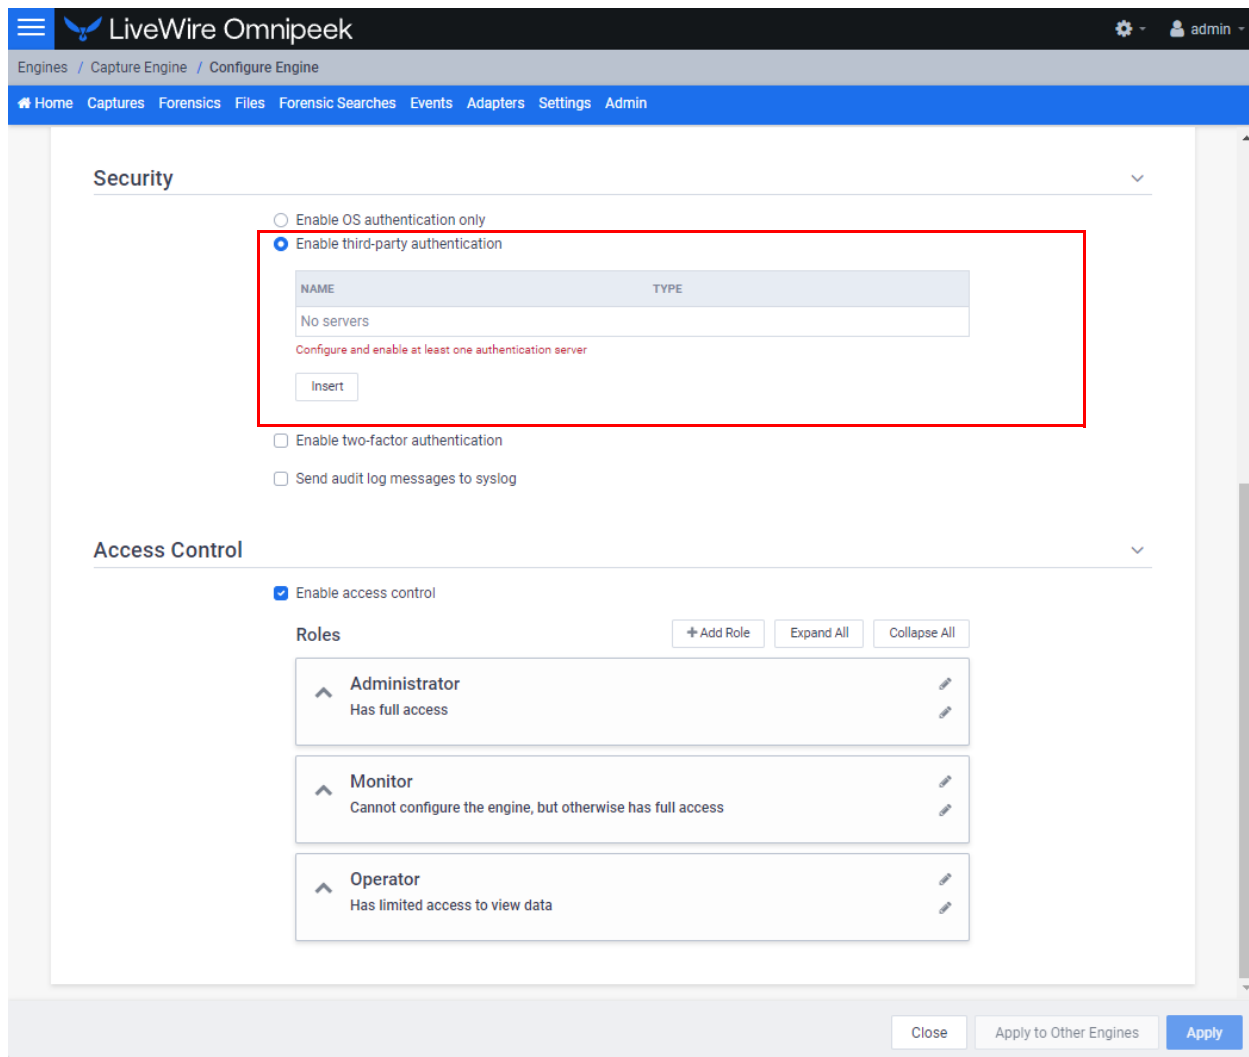 LiveWire Omnipeek
admin
Engines / Capture Engine / Configure Engine
Home Captures Forensics Files Forensic Searches Events Adapters Settings Admin
Security
Enable OS authentication only
Enable third-party authentication
NAME TYPE
No servers
Configure and enable at least one authentication server
Insert
Enable two-factor authentication
Send audit log messages to syslog
Access Control
Enable access control
Roles
+ Add Role Expand All Collapse All
Administrator
Has full access
Monitor
Cannot configure the engine, but otherwise has full access
Operator
Has limited access to view data
Close Apply to Other Engines Apply